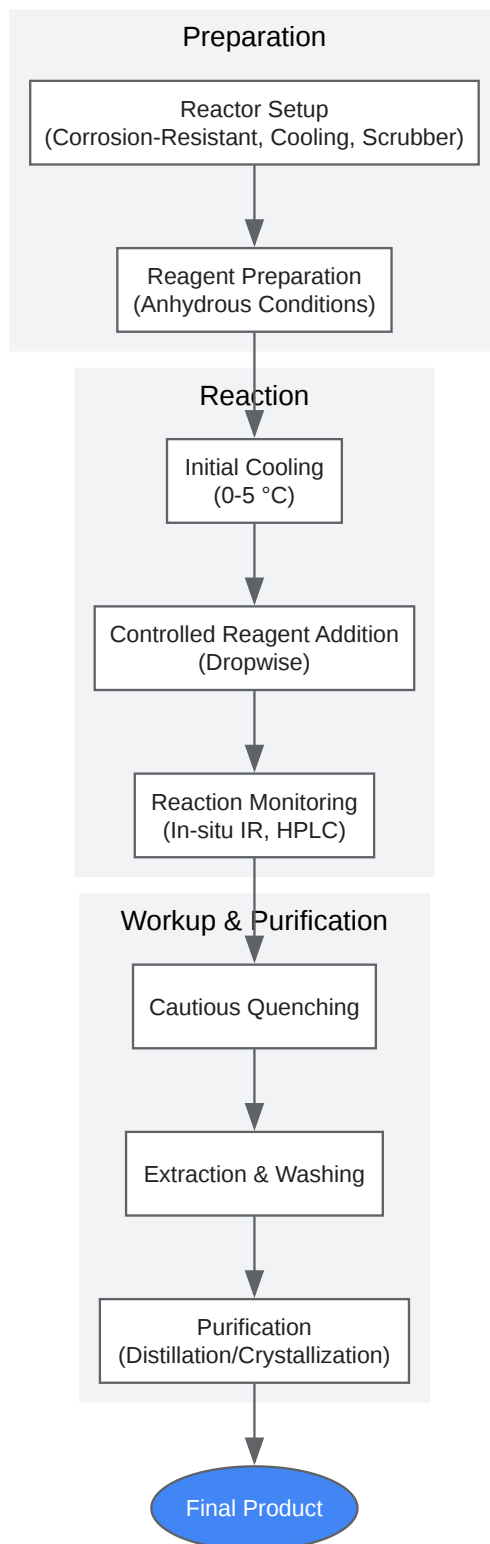 Preparation
Reactor Setup
(Corrosion-Resistant, Cooling, Scrubber)
Reagent Preparation
(Anhydrous Conditions)
Reaction
Initial Cooling
(0-5 °C)
Controlled Reagent Addition
(Dropwise)
Reaction Monitoring
(In-situ IR, HPLC)
Workup & Purification
Cautious Quenching
Extraction & Washing
Purification
(Distillation/Crystallization)
Final Product